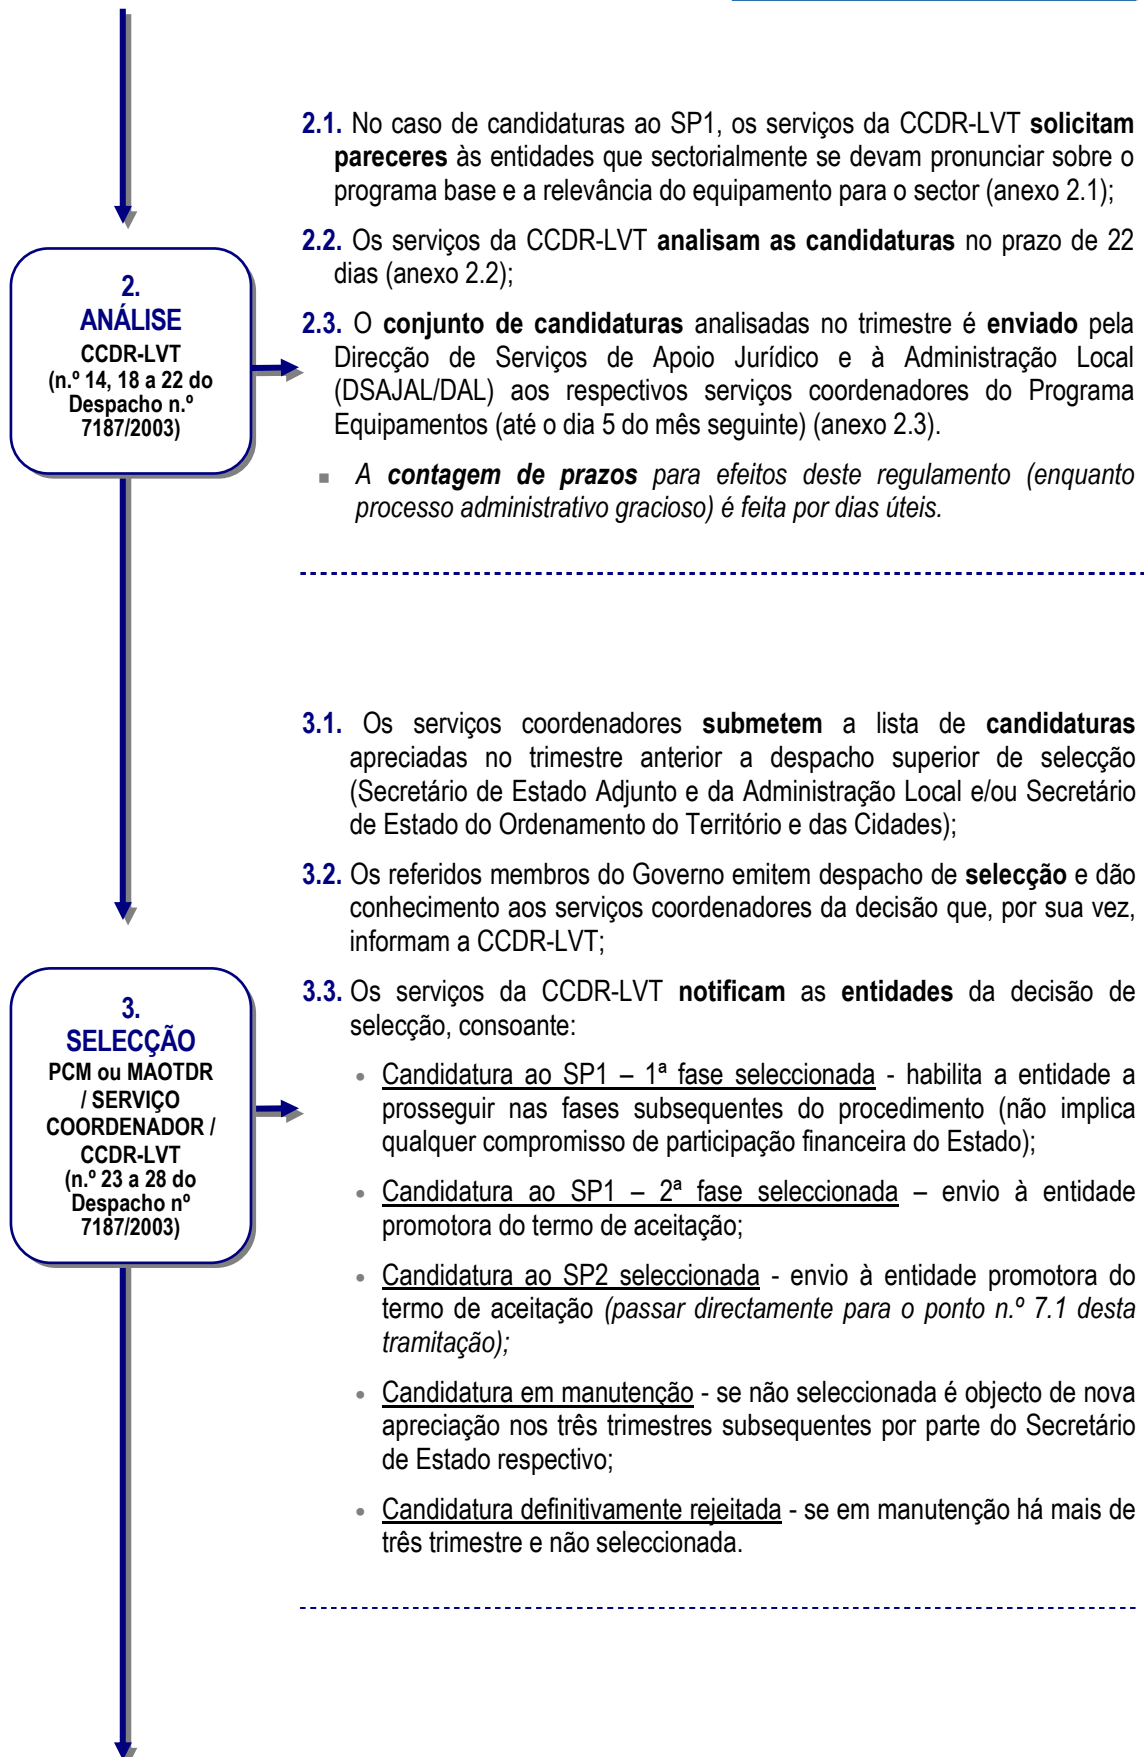 2.1. No caso de candidaturas ao SP1, os serviços da CCDR-LVT solicitam
pareceres às entidades que sectorialmente se devam pronunciar sobre o
programa base e a relevância do equipamento para o sector (anexo 2.1);
2.2. Os serviços da CCDR-LVT analisam as candidaturas no prazo de 22
dias (anexo 2.2);
2.
ANÁLISE
CCDR-LVT
(n.º 14, 18 a 22 do
Despacho n.º
7187/2003)
2.3. O conjunto de candidaturas analisadas no trimestre é enviado pela
Direcção de Serviços de Apoio Jurídico e à Administração Local
(DSAJAL/DAL) aos respectivos serviços coordenadores do Programa
Equipamentos (até o dia 5 do mês seguinte) (anexo 2.3).
▪ A contagem de prazos para efeitos deste regulamento (enquanto
processo administrativo gracioso) é feita por dias úteis.
3.1. Os serviços coordenadores submetem a lista de candidaturas
apreciadas no trimestre anterior a despacho superior de selecção
(Secretário de Estado Adjunto e da Administração Local e/ou Secretário
de Estado do Ordenamento do Território e das Cidades);
3.2. Os referidos membros do Governo emitem despacho de selecção e dão
conhecimento aos serviços coordenadores da decisão que, por sua vez,
informam a CCDR-LVT;
3.
SELECÇÃO
PCM ou MAOTDR
/ SERVIÇO
COORDENADOR /
CCDR-LVT
(n.º 23 a 28 do
Despacho nº
7187/2003)
3.3. Os serviços da CCDR-LVT notificam as entidades da decisão de
selecção, consoante:
• Candidatura ao SP1 – 1ª fase seleccionada - habilita a entidade a
prosseguir nas fases subsequentes do procedimento (não implica
qualquer compromisso de participação financeira do Estado);
• Candidatura ao SP1 – 2ª fase seleccionada – envio à entidade
promotora do termo de aceitação;
• Candidatura ao SP2 seleccionada - envio à entidade promotora do
termo de aceitação (passar directamente para o ponto n.º 7.1 desta
tramitação);
• Candidatura em manutenção - se não seleccionada é objecto de nova
apreciação nos três trimestres subsequentes por parte do Secretário
de Estado respectivo;
• Candidatura definitivamente rejeitada - se em manutenção há mais de
três trimestre e não seleccionada.